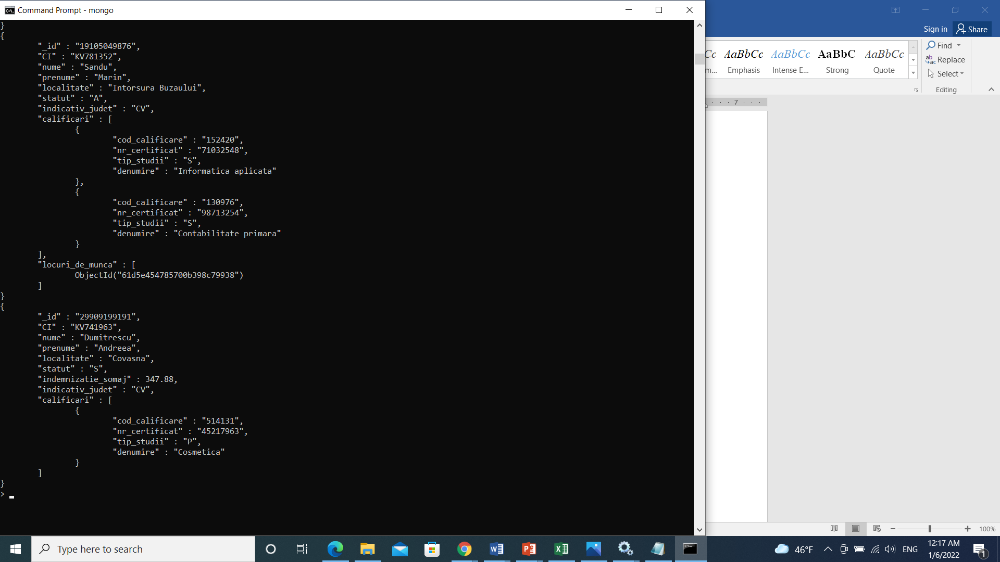 Command Prompt - mongo
}
{
"_id" : "19105049876",
"CI" : "KV781352",
"nume" : "Sandu",
"prenume" : "Marin",
"localitate" : "Intorsura Buzaului",
"statut" : "A",
"indicativ_judet" : "CV",
"calificari" : [
{
"cod_calificare" : "152420",
"nr_certificat" : "71032548",
"tip_studii" : "S",
"denumire" : "Informatica aplicata"
},
{
"cod_calificare" : "130976",
"nr_certificat" : "98713254",
"tip_studii" : "S",
"denumire" : "Contabilitate primara"
}
],
"locuri_de_munca" : [
ObjectId("61d5e454785700b398c79938")
]
}
{
"_id" : "29909199191",
"CI" : "KV741963",
"nume" : "Dumitrescu",
"prenume" : "Andreea",
"localitate" : "Covasna",
"statut" : "S",
"indemnizatie_somaj" : 347.88,
"indicativ_judet" : "CV",
"calificari" : [
{
"cod_calificare" : "514131",
"nr_certificat" : "45217963",
"tip_studii" : "P",
"denumire" : "Cosmetica"
}
]
}
>
Sign in Share
AaBbCc AaBbCc AaBbC AaBbCc
Emphasis Intense E... Strong Quote
Find
Replace
Select
Editing
7
100%
Type here to search
46°F ENG
12:17 AM
1/6/2022
1